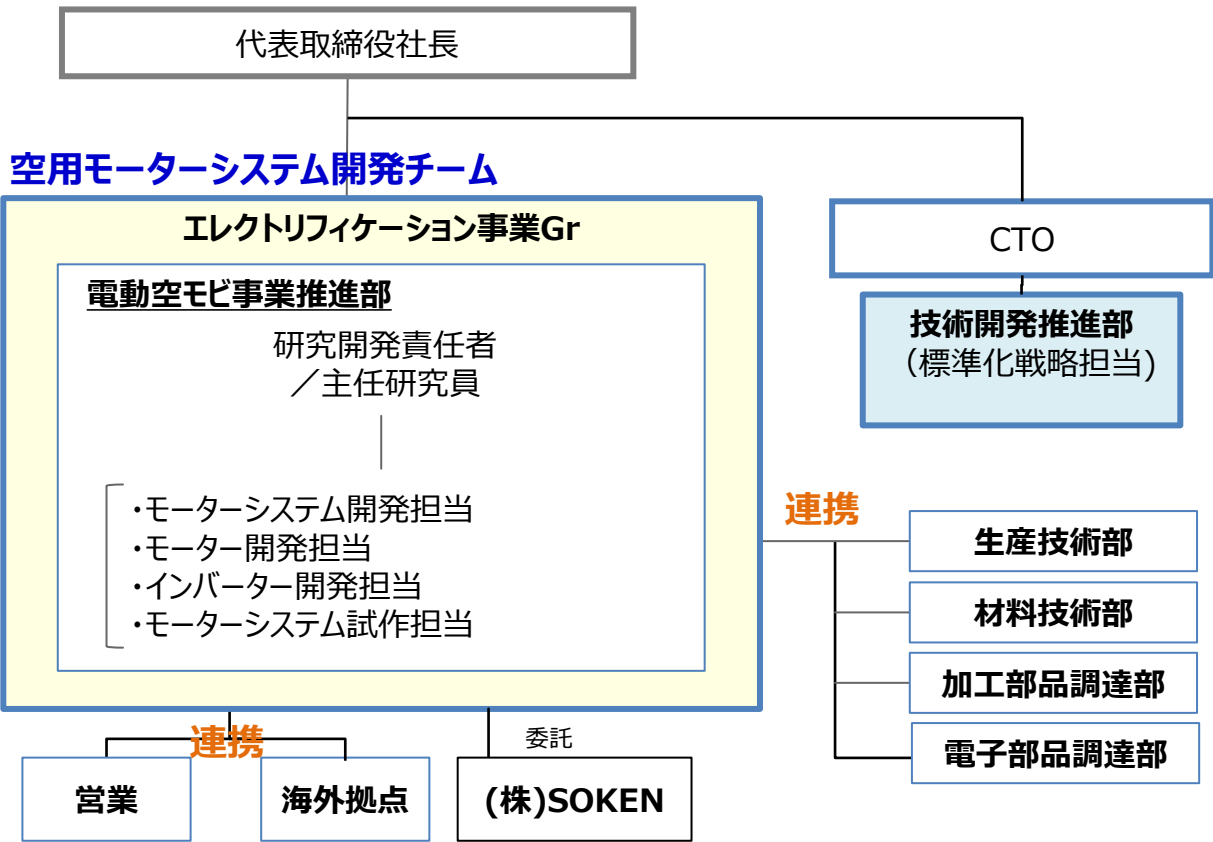 代表取締役社長
空用モーターシステム開発チーム
エレクトリフィケーション事業Gr
電動空モビ事業推進部
研究開発責任者
／主任研究員
・モーターシステム開発担当
・モーター開発担当
・インバーター開発担当
・モーターシステム試作担当
CTO
技術開発推進部
（標準化戦略担当)
連携
生産技術部
材料技術部
加工部品調達部
電子部品調達部
連携
委託
営業
海外拠点
(株)SOKEN